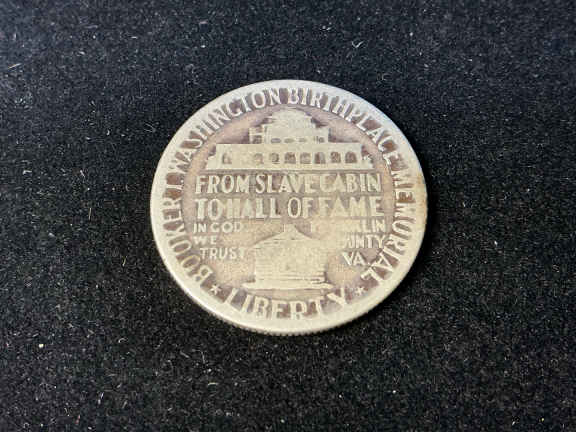 BOOKER T. WASHINGTON BIRTHPLACE MEMORIAL
FROM SLAVE CABIN
TO HALL OF FAME
IN GOD
WE
TRUST
VA.
LIBERTY